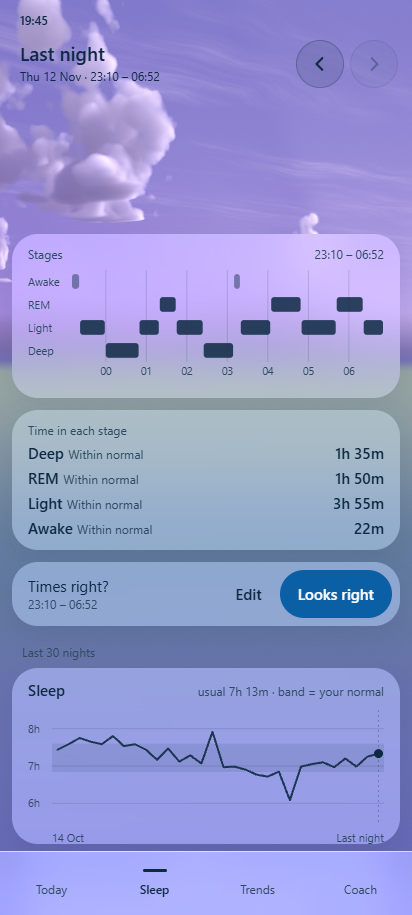 19:45
Last night
Thu 12 Nov · 23:10 – 06:52
Stages 23:10 – 06:52
Awake
REM
Light
Deep
00 01 02 03 04 05 06
Time in each stage
Deep Within normal 1h 35m
REM Within normal 1h 50m
Light Within normal 3h 55m
Awake Within normal 22m
Times right?
23:10 – 06:52
Edit
Looks right
Last 30 nights
Sleep usual 7h 13m · band = your normal
8h
7h
6h
14 Oct Last night
Today Sleep Trends Coach